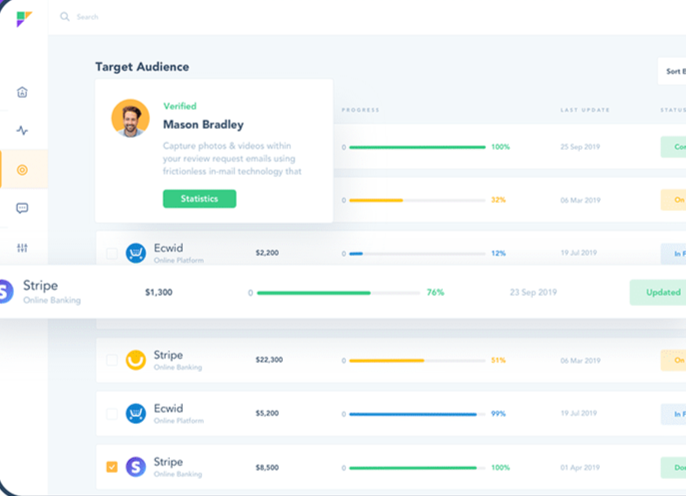 Search
Target Audience
Sort
Verified
Mason Bradley
Capture photos & videos within
your review request emails using
frictionless in-mail technology that
Statistics
PROGRESS LAST UPDATE STATUS
0 100% 25 Sep 2019
0 32% 06 Mar 2019 On
Ecwid
Online Platform
$2,200 0 12% 19 Jul 2019 In
Stripe
Online Banking
$1,300 0 76% 23 Sep 2019 Updated
Stripe
Online Banking
$22,300 0 51% 06 Mar 2019 On
Ecwid
Online Platform
$5,200 0 99% 19 Jul 2019 In
Stripe
Online Banking
$8,500 0 100% 01 Apr 2019